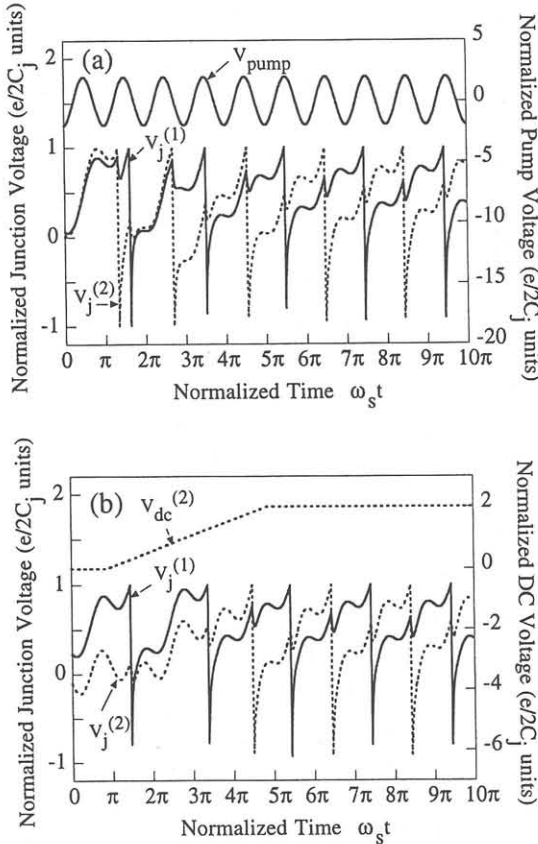 (a)
V_pump
V_j^(1)
V_j^(2)
Normalized Junction Voltage (e/2C_j units)
2
1
0
-1
Normalized Pump Voltage (e/2C_j units)
5
0
-5
-10
-15
-20
0 π 2π 3π 4π 5π 6π 7π 8π 9π 10π
Normalized Time ω_s t
(b)
V_dc^(2)
V_j^(1)
V_j^(2)
Normalized Junction Voltage (e/2C_j units)
2
1
0
-1
Normalized DC Voltage (e/2C_j units)
2
0
-2
-4
-6
0 π 2π 3π 4π 5π 6π 7π 8π 9π 10π
Normalized Time ω_s t